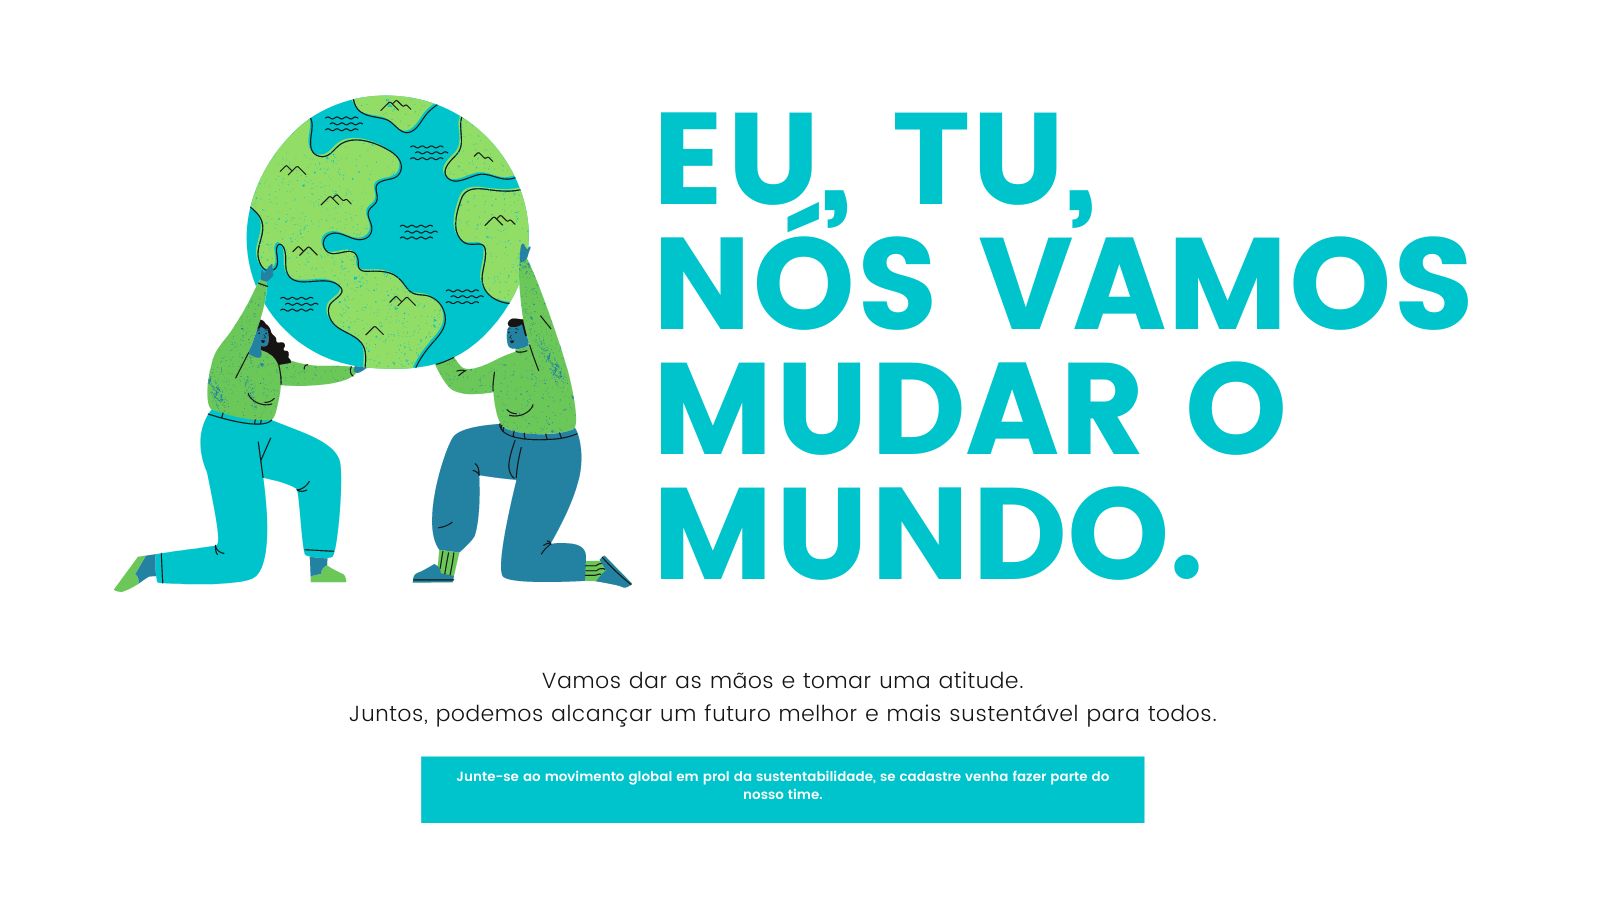 EU, TU,
NÓS VAMOS
MUDAR O
MUNDO.
Vamos dar as mãos e tomar uma atitude.
Juntos, podemos alcançar um futuro melhor e mais sustentável para todos.
Junte-se ao movimento global em prol da sustentabilidade, se cadastre venha fazer parte do
nosso time.